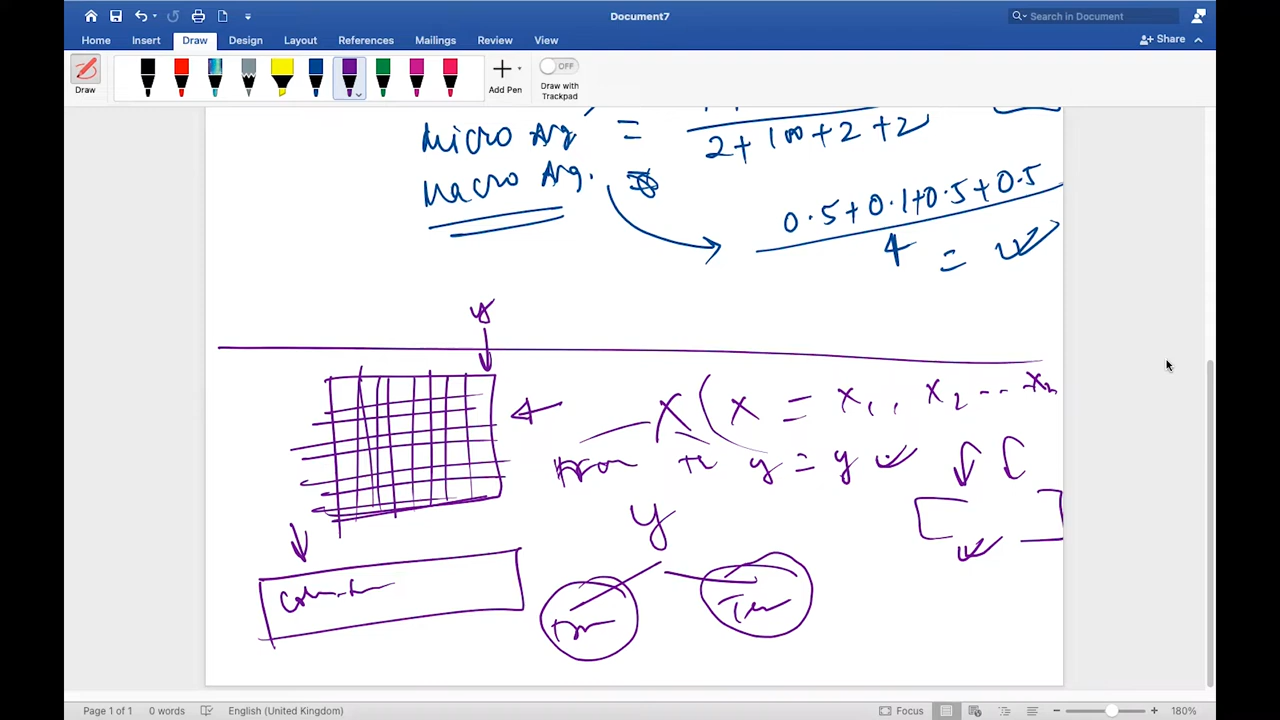 Document7
Search in Document
Home Insert Draw Design Layout References Mailings Review View
Share
Draw
Add Pen
OFF
Draw with
Trackpad
Micro Avg =
2+100+2+2
Macro Avg.
0.5+0.1+0.5+0.5
4 =
X ( X = X1, X2 .. Xn
y = y
y
Page 1 of 1 0 words English (United Kingdom) Focus 180%